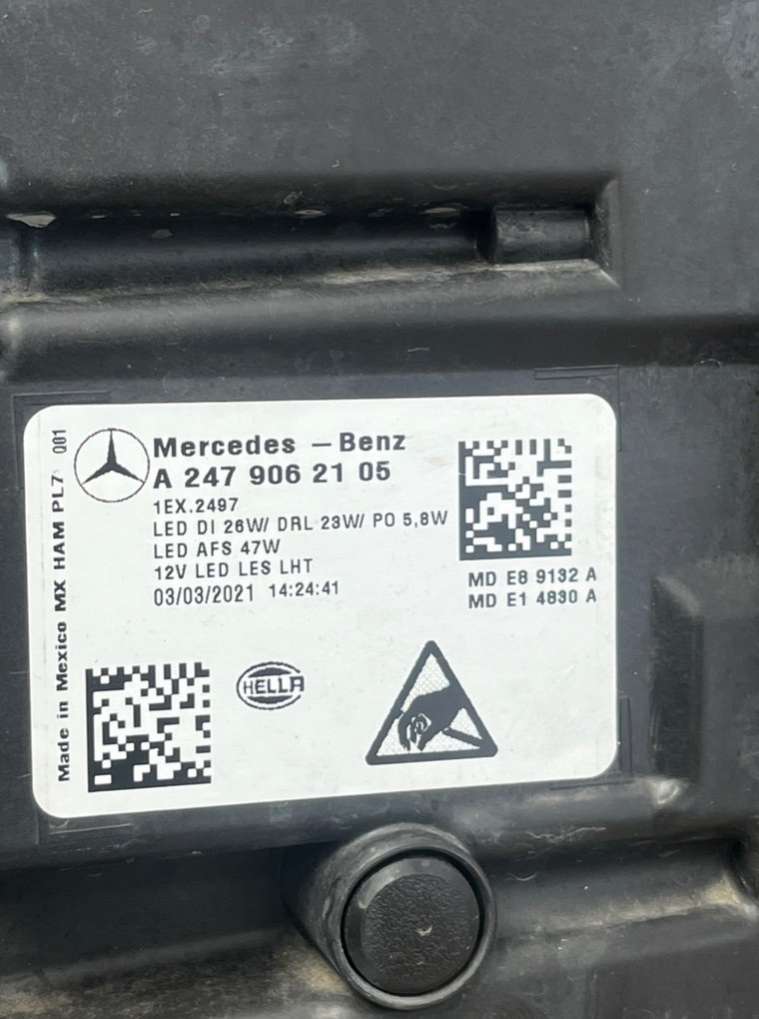 Mercedes – Benz
A 247 906 21 05
1EX.2497
LED DI 26W/ DRL 23W/ PO 5,8W
LED AFS 47W
12V LED LES LHT
03/03/2021 14:24:41
MD E8 9132 A
MD E1 4830 A
HELLA
Made in Mexico MX HAM PL7 Q01